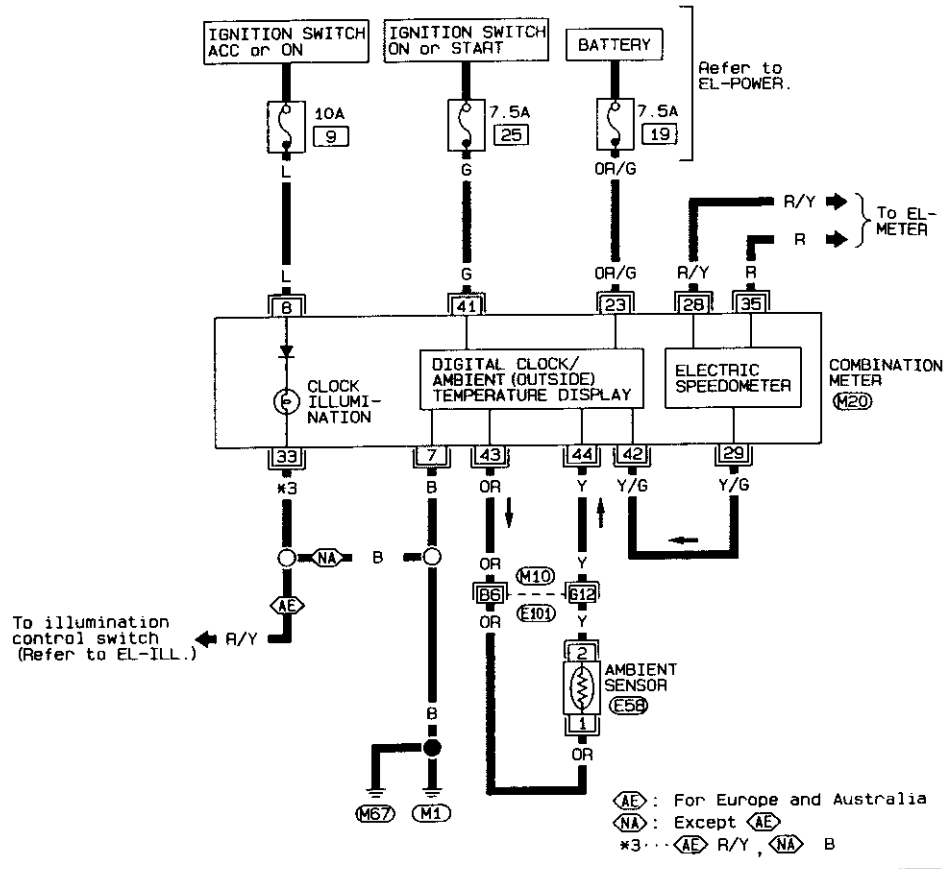 IGNITION SWITCH
ACC or ON
IGNITION SWITCH
ON or START
BATTERY
Refer to
EL-POWER.
10A
9
7.5A
25
7.5A
19
L
G
OR/G
R/Y
R
To EL-
METER
L
G
OR/G
R/Y
R
8
41
23
28
35
DIGITAL CLOCK/
AMBIENT (OUTSIDE)
TEMPERATURE DISPLAY
ELECTRIC
SPEEDOMETER
COMBINATION
METER
M20
CLOCK
ILLUMI-
NATION
33
7
43
44
42
29
*3
B
OR
Y
Y/G
Y/G
NA
B
OR
Y
B6
M10
E101
G12
OR
Y
AE
To illumination
control switch
(Refer to EL-ILL.)
R/Y
2
AMBIENT
SENSOR
E58
1
B
OR
M67
M1
AE : For Europe and Australia
NA : Except AE
*3··· AE R/Y , NA B